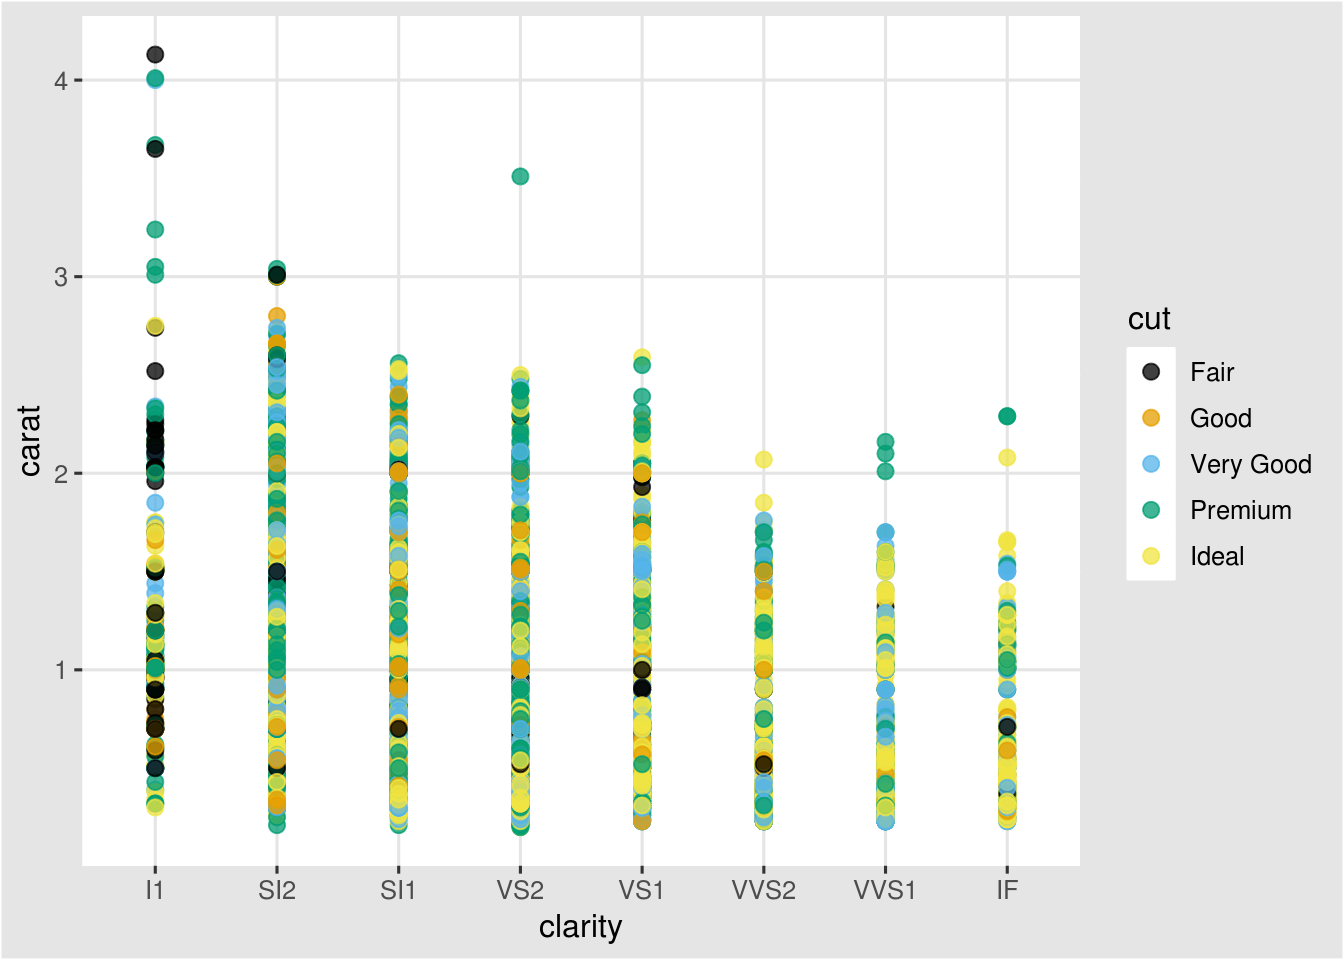 4
3
2
1
carat
I1 SI2 SI1 VS2 VS1 VVS2 VVS1 IF
clarity
cut
Fair
Good
Very Good
Premium
Ideal